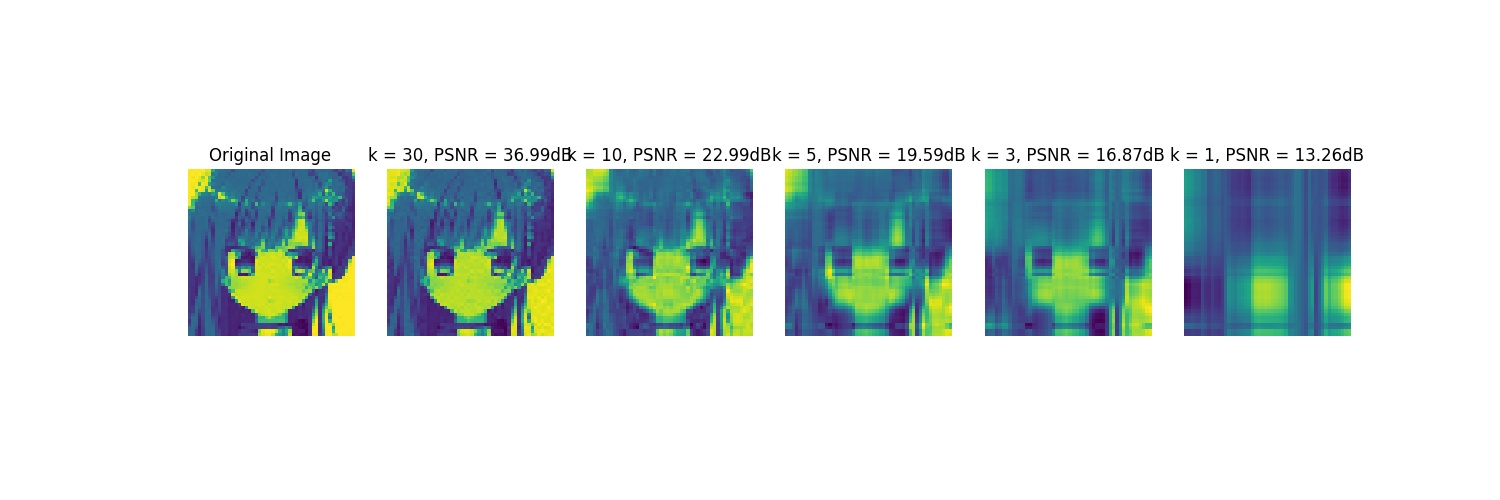 Original Image
k = 30, PSNR = 36.99dB
k = 10, PSNR = 22.99dB
k = 5, PSNR = 19.59dB
k = 3, PSNR = 16.87dB
k = 1, PSNR = 13.26dB